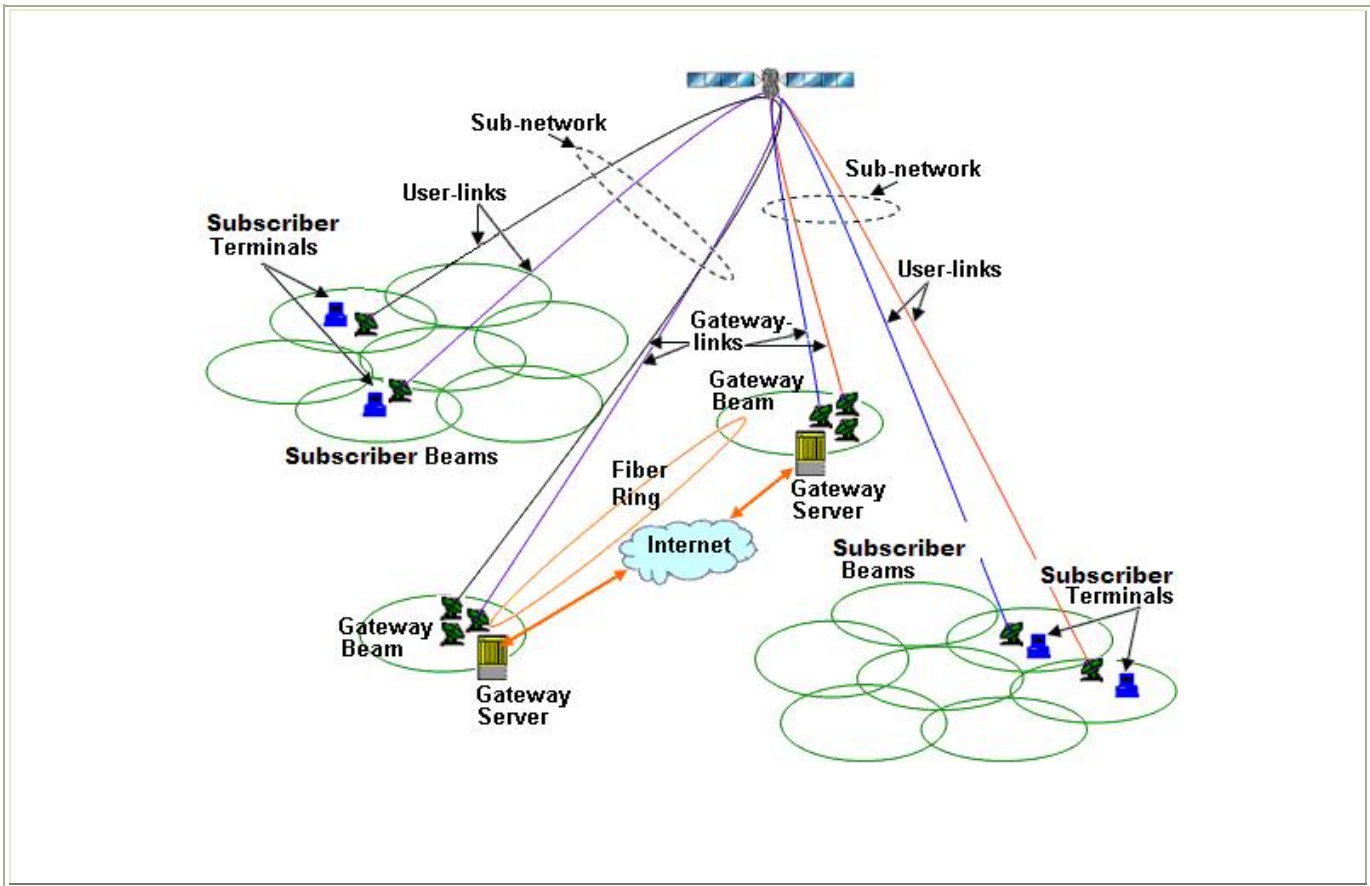 Sub-network
Sub-network
User-links
Subscriber
Terminals
User-links
Gateway-
links
Gateway
Beam
Subscriber Beams
Fiber
Ring
Gateway
Server
Internet
Subscriber
Beams
Subscriber
Terminals
Gateway
Beam
Gateway
Server